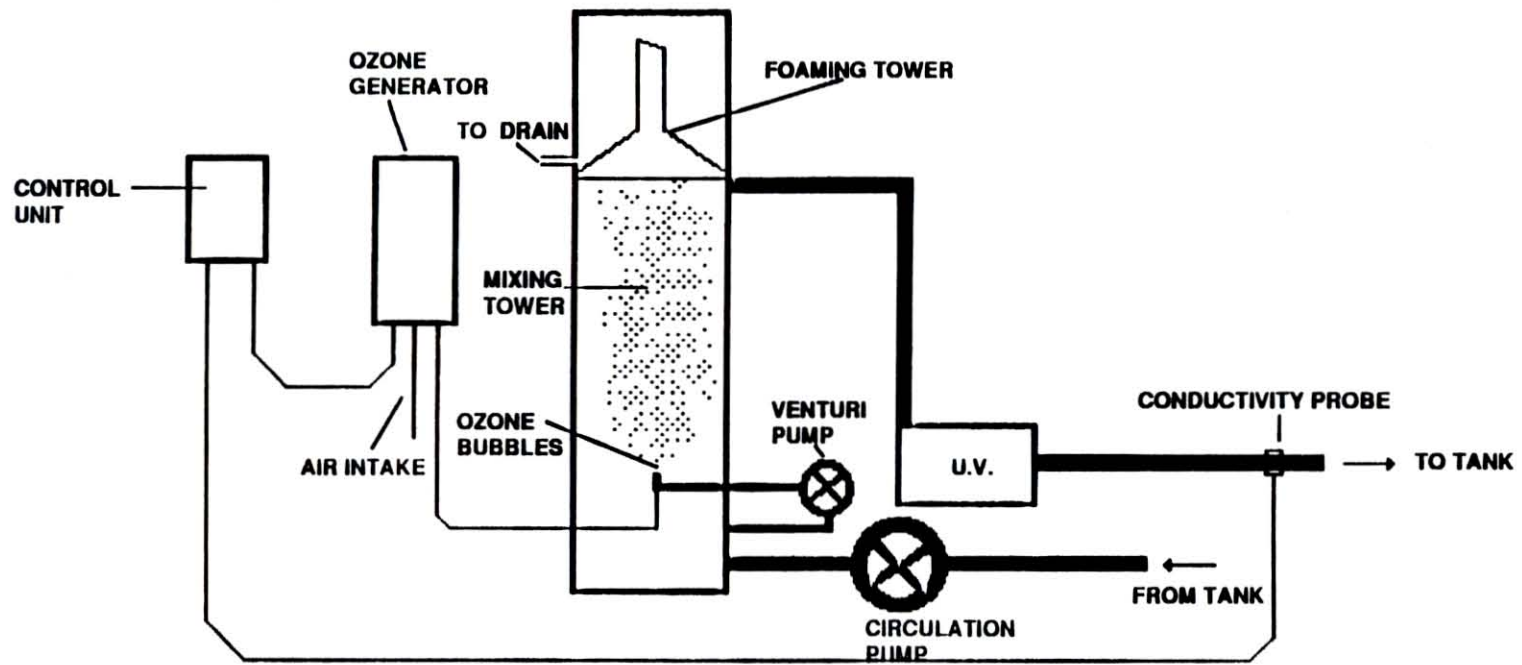 OZONE
GENERATOR
FOAMING TOWER
TO DRAIN
CONTROL
UNIT
MIXING
TOWER
OZONE
BUBBLES
AIR INTAKE
VENTURI
PUMP
CONDUCTIVITY PROBE
U.V.
TO TANK
FROM TANK
CIRCULATION
PUMP